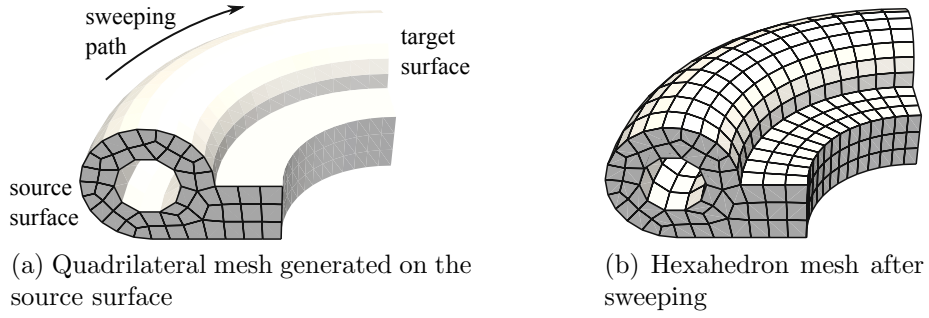 sweeping
path
target
surface
source
surface
(a) Quadrilateral mesh generated on the
source surface
(b) Hexahedron mesh after
sweeping